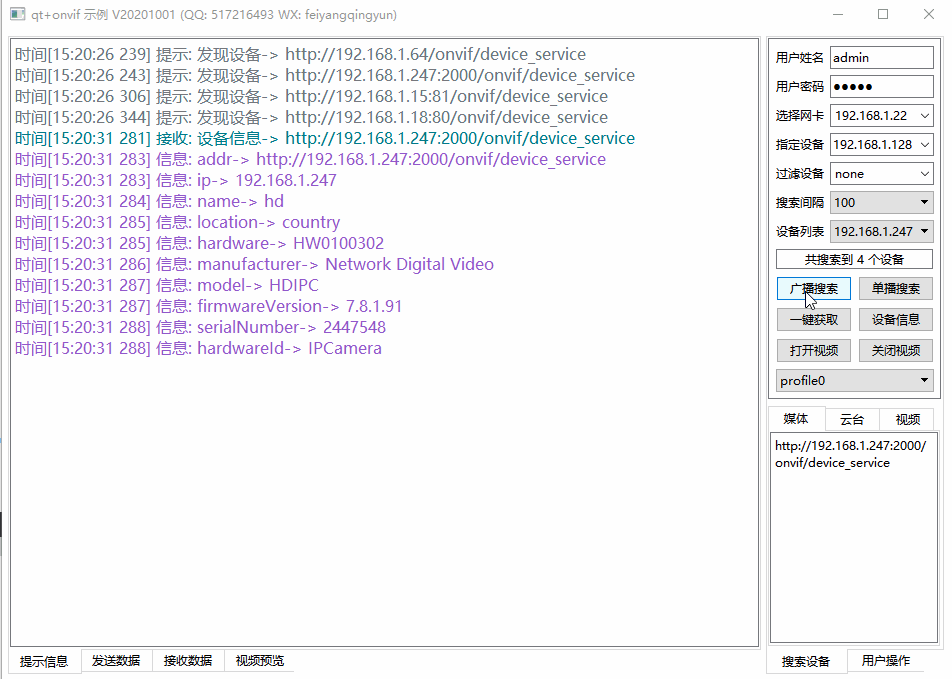 qt+onvif 示例 V20201001 (QQ: 517216493 WX: feiyangqingyun)
时间[15:20:26 239] 提示: 发现设备-> http://192.168.1.64/onvif/device_service
时间[15:20:26 243] 提示: 发现设备-> http://192.168.1.247:2000/onvif/device_service
时间[15:20:26 306] 提示: 发现设备-> http://192.168.1.15:81/onvif/device_service
时间[15:20:26 344] 提示: 发现设备-> http://192.168.1.18:80/onvif/device_service
时间[15:20:31 281] 接收: 设备信息-> http://192.168.1.247:2000/onvif/device_service
时间[15:20:31 283] 信息: addr-> http://192.168.1.247:2000/onvif/device_service
时间[15:20:31 283] 信息: ip-> 192.168.1.247
时间[15:20:31 284] 信息: name-> hd
时间[15:20:31 285] 信息: location-> country
时间[15:20:31 285] 信息: hardware-> HW0100302
时间[15:20:31 286] 信息: manufacturer-> Network Digital Video
时间[15:20:31 287] 信息: model-> HDIPC
时间[15:20:31 287] 信息: firmwareVersion-> 7.8.1.91
时间[15:20:31 288] 信息: serialNumber-> 2447548
时间[15:20:31 288] 信息: hardwareId-> IPCamera
提示信息 发送数据 接收数据 视频预览
用户姓名 admin
用户密码 ●●●●●
选择网卡 192.168.1.22
指定设备 192.168.1.128
过滤设备 none
搜索间隔 100
设备列表 192.168.1.247
共搜索到 4 个设备
广播搜索 单播搜索
一键获取 设备信息
打开视频 关闭视频
profile0
媒体 云台 视频
http://192.168.1.247:2000/
onvif/device_service
搜索设备 用户操作